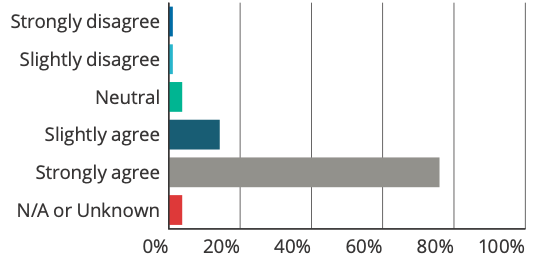 Strongly disagree
Slightly disagree
Neutral
Slightly agree
Strongly agree
N/A or Unknown
0% 20% 40% 60% 80% 100%